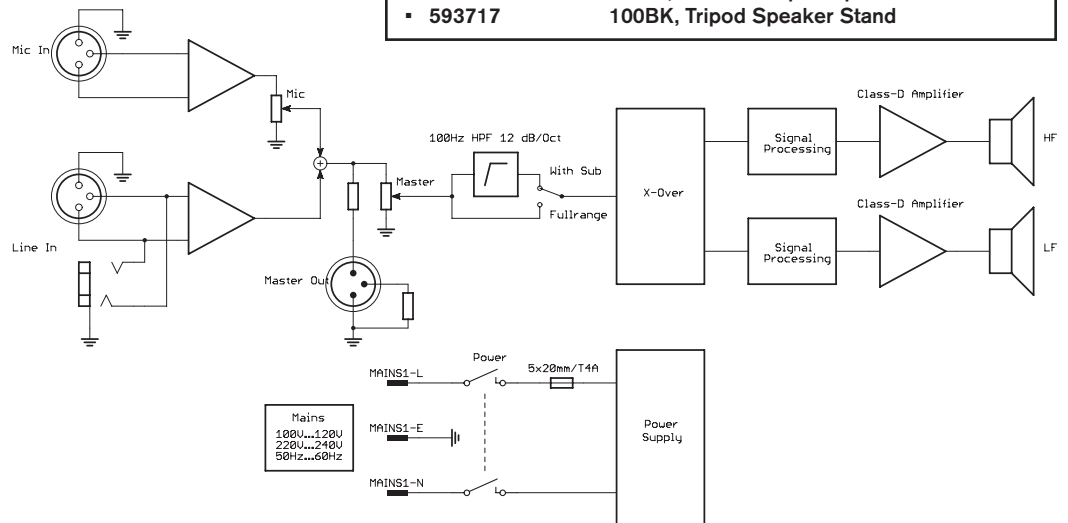 ▪ 593717 100BK, Tripod Speaker Stand
Mic In
Mic
Class-D Amplifier
100Hz HPF 12 dB/Oct
Signal
Processing
HF
With Sub
Master
X-Over
Fullrange
Class-D Amplifier
Line In
Signal
Processing
LF
Master Out
Power
5x20mm/T4A
MAINS1-L
Mains
100V...120V
220V...240V
50Hz...60Hz
MAINS1-E
Power
Supply
MAINS1-N